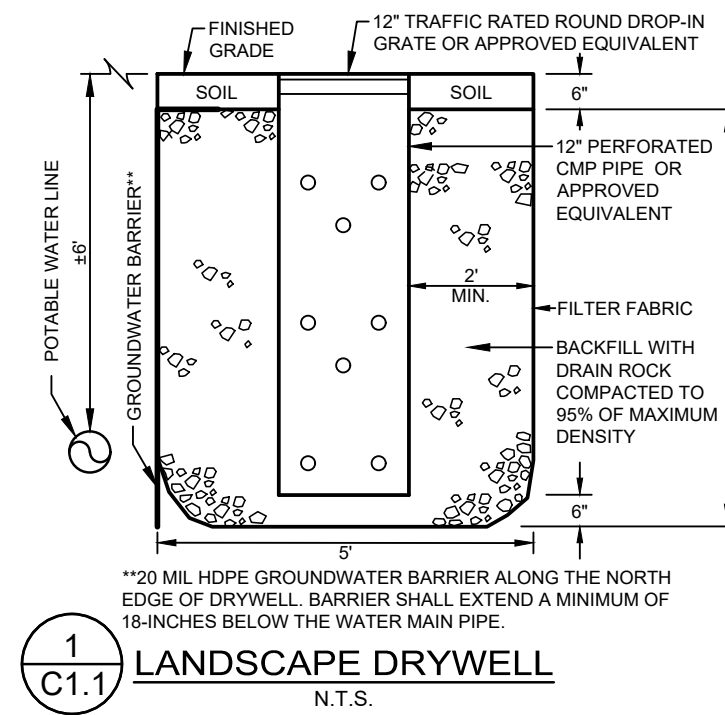 FINISHED
GRADE
12" TRAFFIC RATED ROUND DROP-IN
GRATE OR APPROVED EQUIVALENT
SOIL
SOIL
6"
12" PERFORATED
CMP PIPE OR
APPROVED
EQUIVALENT
POTABLE WATER LINE
±6'
GROUNDWATER BARRIER**
2'
MIN.
FILTER FABRIC
BACKFILL WITH
DRAIN ROCK
COMPACTED TO
95% OF MAXIMUM
DENSITY
6"
5'
**20 MIL HDPE GROUNDWATER BARRIER ALONG THE NORTH
EDGE OF DRYWELL. BARRIER SHALL EXTEND A MINIMUM OF
18-INCHES BELOW THE WATER MAIN PIPE.
1
C1.1
LANDSCAPE DRYWELL
N.T.S.